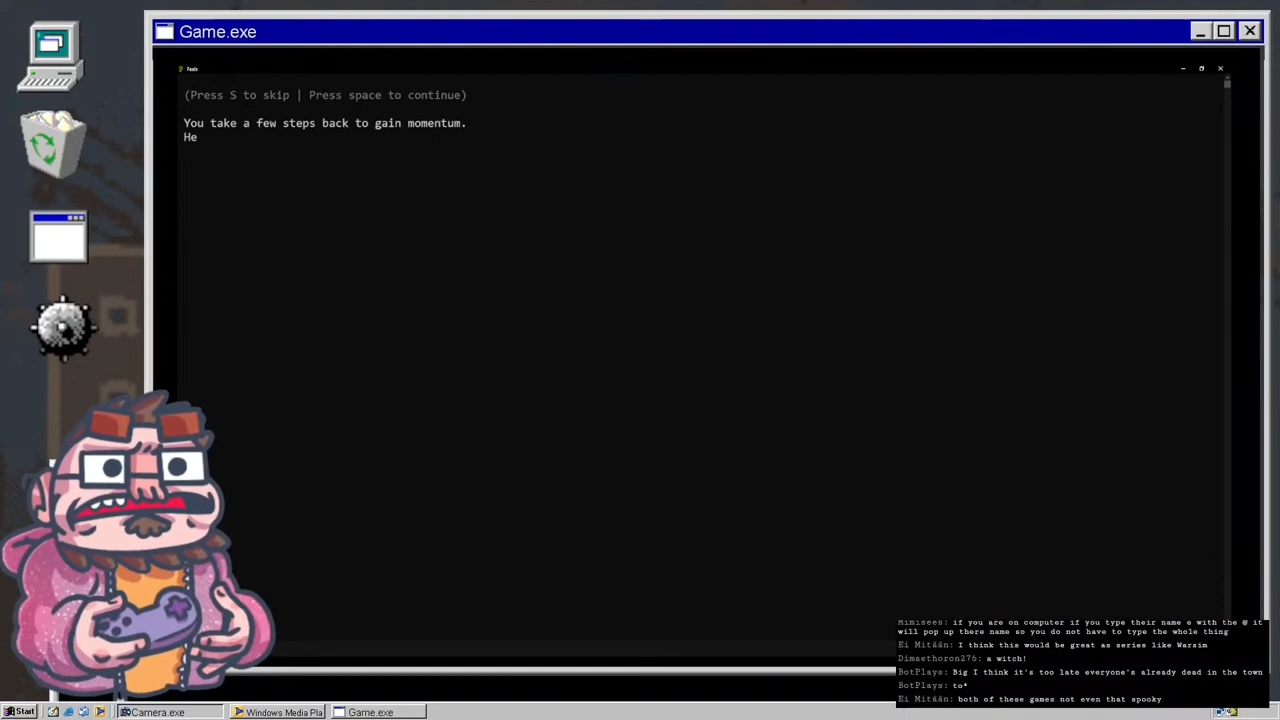 Game.exe
Feels
(Press S to skip | Press space to continue)
You take a few steps back to gain momentum.
He
Mimisees: if you are on computer if you type their name e with the @ it
will pop up there name so you do not have to type the whole thing
Ei Mitään: I think this would be great as series like Warsim
Dimaethoron276: a witch!
BotPlays: Big I think it's too late everyone's already dead in the town
BotPlays: to*
Ei Mitään: both of these games not even that spooky
Start
Camera.exe
Windows Media Pla
Game.exe